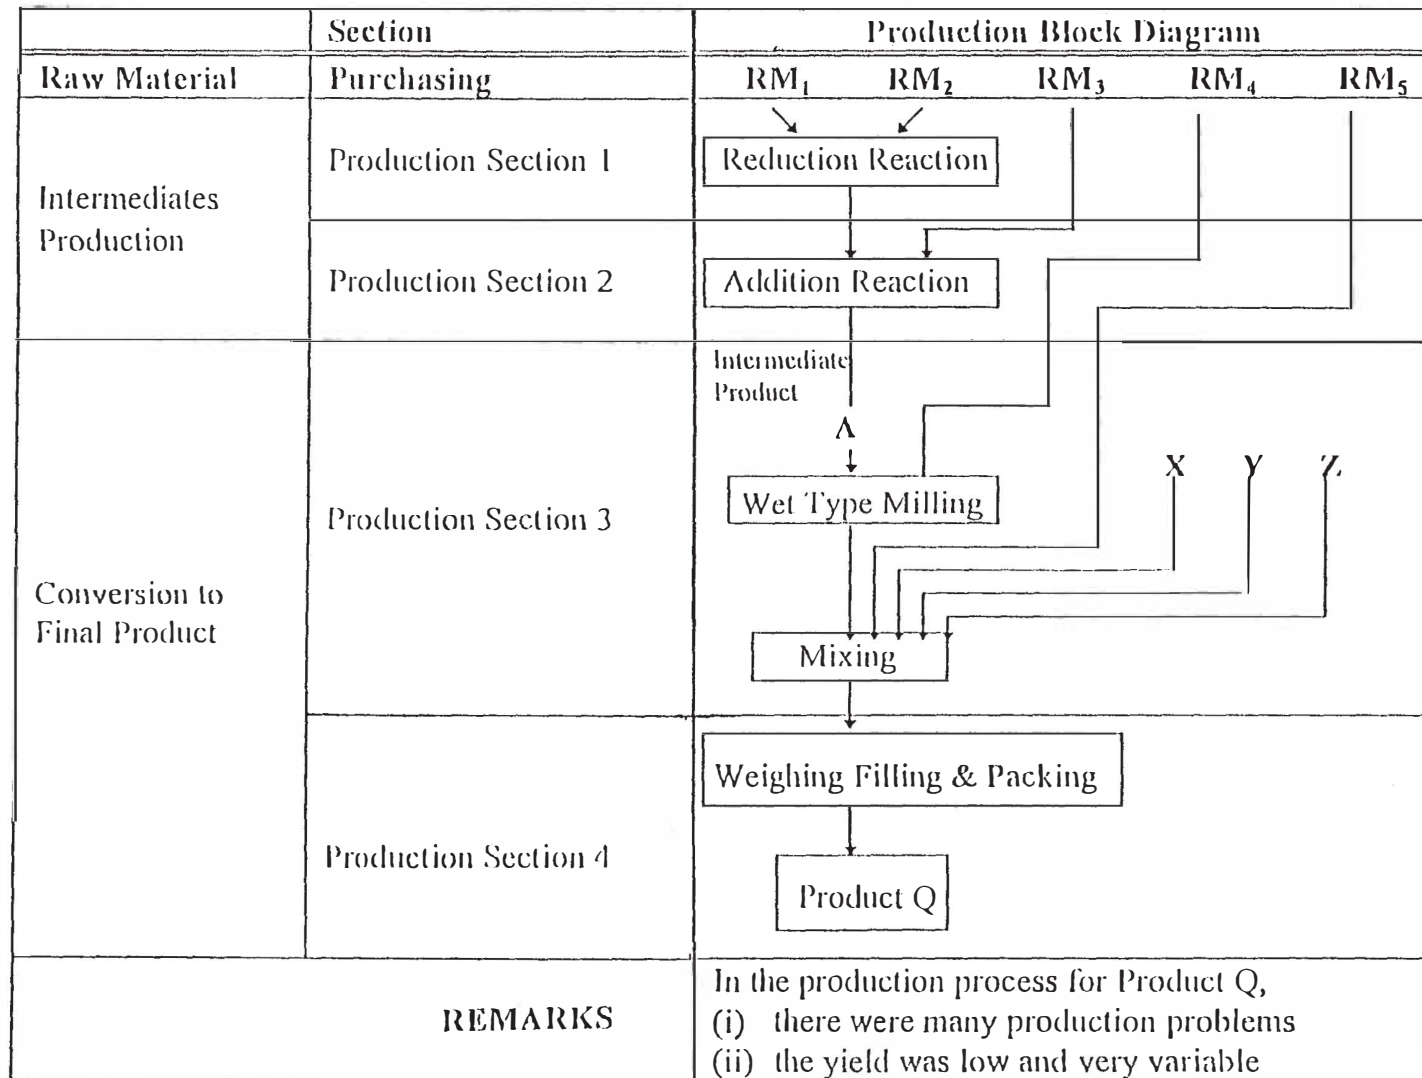 Section
Production Block Diagram
Raw Material
Purchasing
RM₁ RM₂ RM₃ RM₄ RM₅
Intermediates
Production
Production Section 1
Reduction Reaction
Production Section 2
Addition Reaction
Conversion to
Final Product
Production Section 3
Intermediate
Product
A
X Y Z
Wet Type Milling
Mixing
Production Section 4
Weighing Filling & Packing
Product Q
REMARKS
In the production process for Product Q,
(i) there were many production problems
(ii) the yield was low and very variable